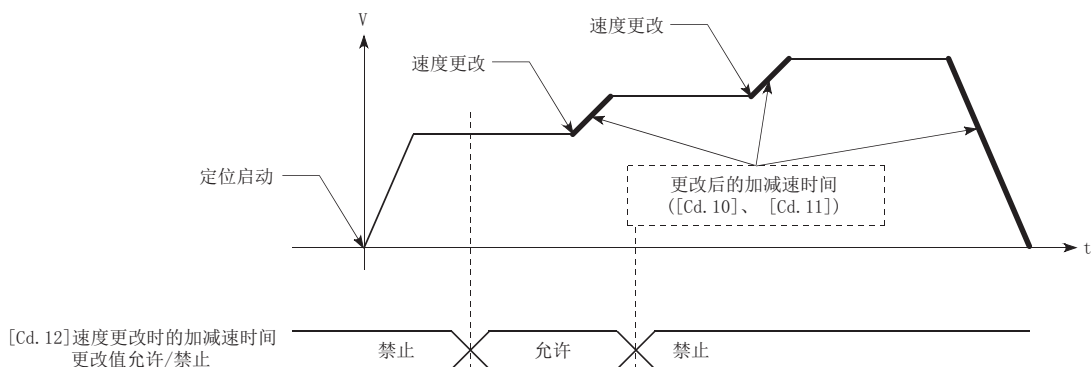 V
速度更改
速度更改
定位启动
更改后的加减速时间
([Cd.10]、 [Cd.11])
t
[Cd.12]速度更改时的加减速时间
更改值允许/禁止
禁止
允许
禁止